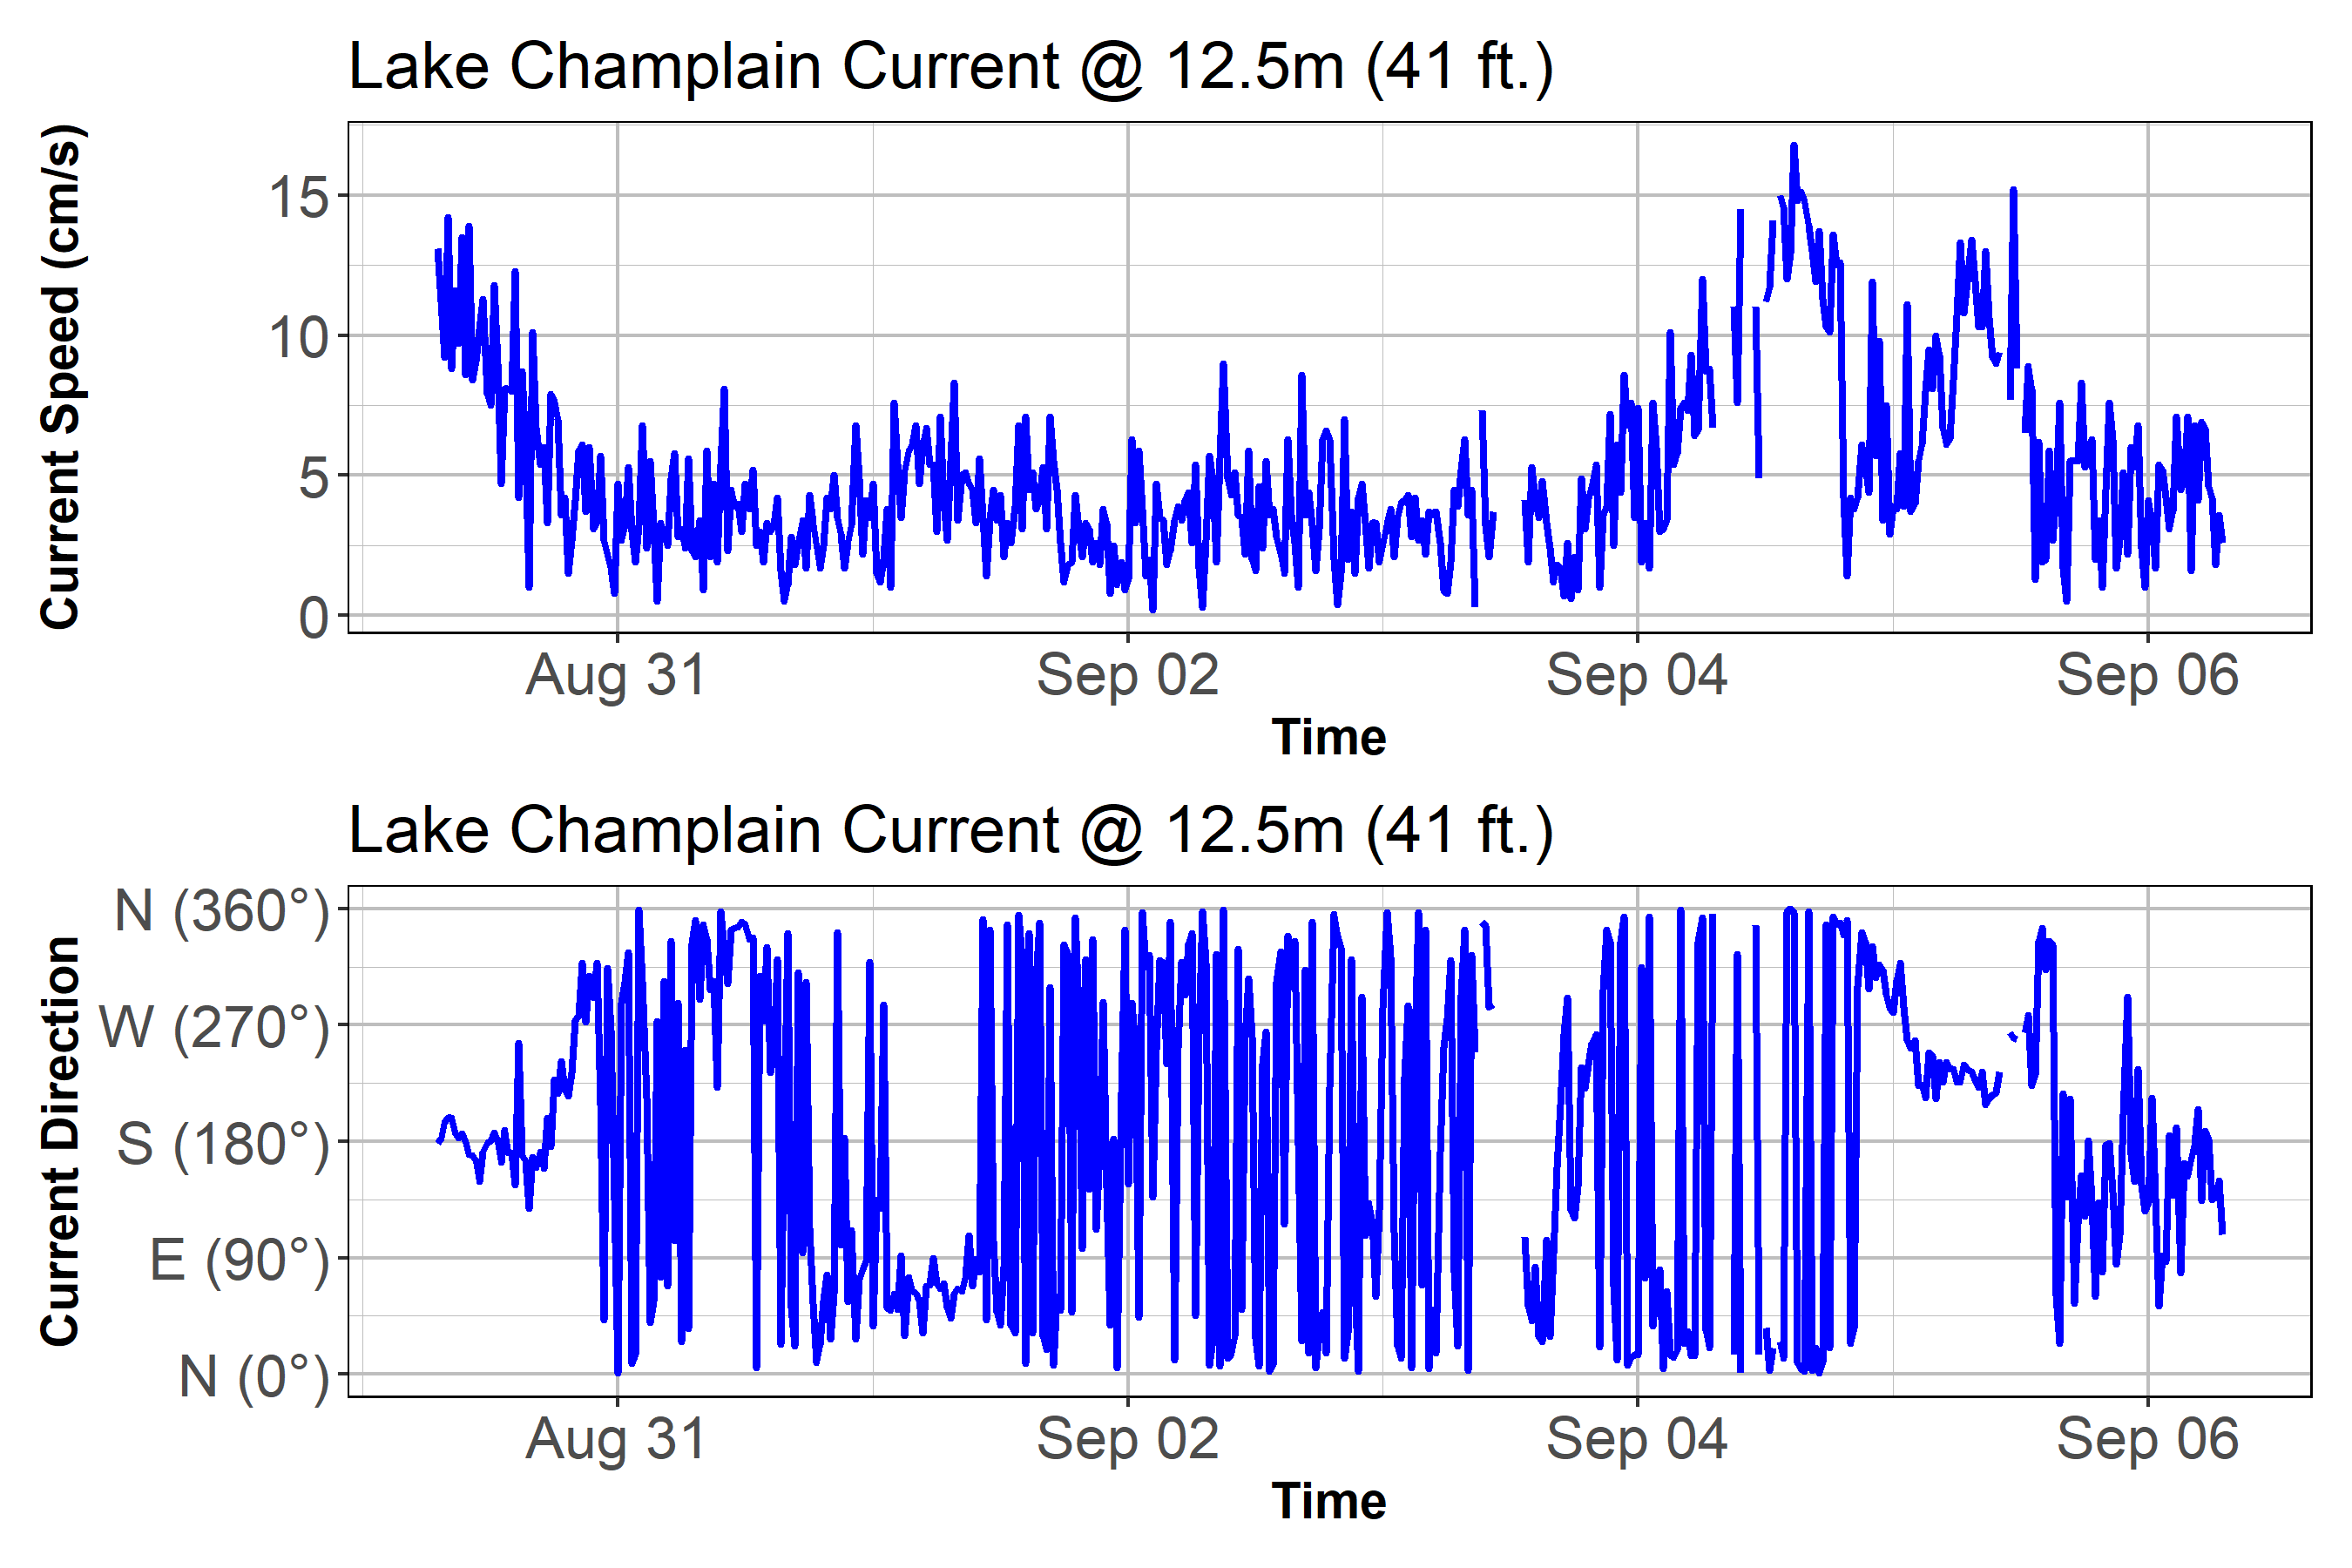 Lake Champlain Current @ 12.5m (41 ft.)
Current Speed (cm/s)
15
10
5
0
Aug 31 Sep 02 Sep 04 Sep 06
Time
Lake Champlain Current @ 12.5m (41 ft.)
Current Direction
N (360°)
W (270°)
S (180°)
E (90°)
N (0°)
Aug 31 Sep 02 Sep 04 Sep 06
Time